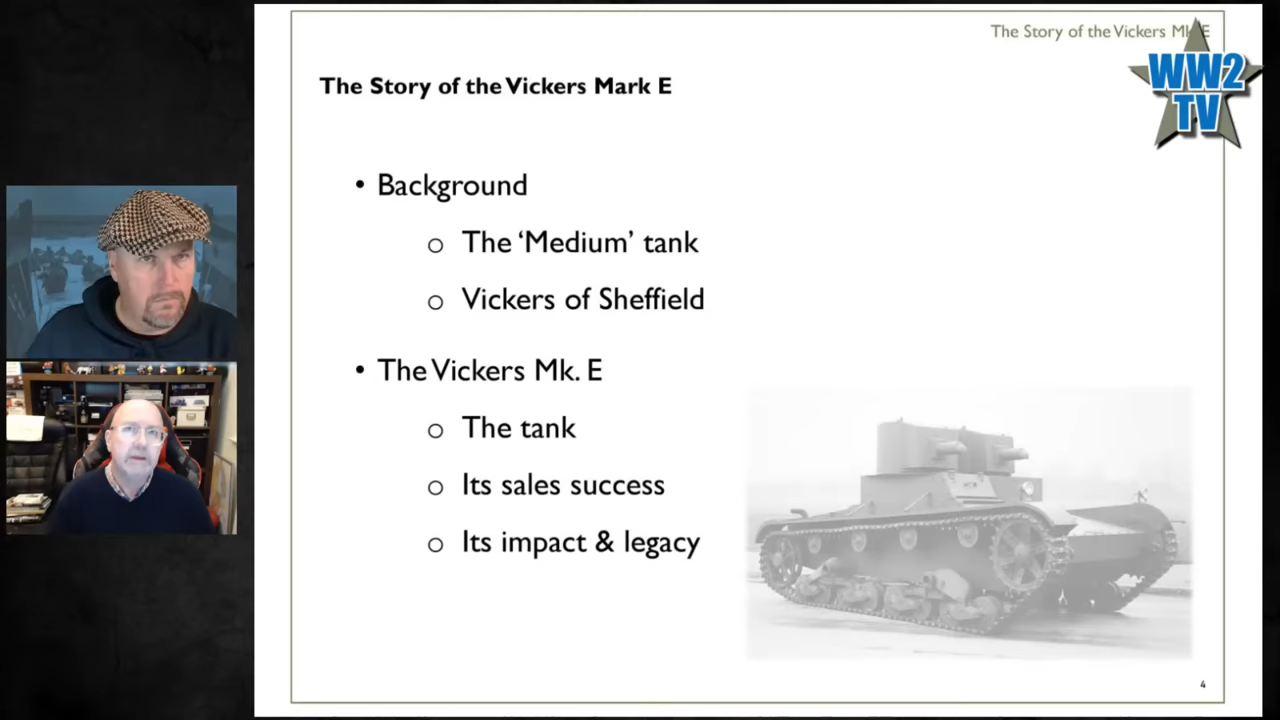 The Story of the Vickers Mk. E
WW2
TV
The Story of the Vickers Mark E
• Background
o The ‘Medium’ tank
o Vickers of Sheffield
• The Vickers Mk. E
o The tank
o Its sales success
o Its impact & legacy
4